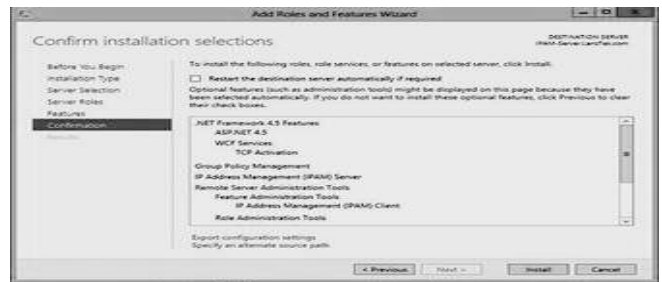 Add Roles and Features Wizard
Confirm installation selections
DESTINATION SERVER
Before You Begin
Installation Type
Server Selection
Server Roles
Features
Confirmation
Results
To install the following roles, role services, or features on selected server, click Install.
Restart the destination server automatically if required
Optional features (such as administration tools) might be displayed on this page because they have
been selected automatically. If you do not want to install these optional features, click Previous to clear
their check boxes.
.NET Framework 4.5 Features
ASP.NET 4.5
WCF Services
TCP Activation
Group Policy Management
IP Address Management (IPAM) Server
Remote Server Administration Tools
Feature Administration Tools
IP Address Management (IPAM) Client
Role Administration Tools
Export configuration settings
Specify an alternate source path
< Previous
Next >
Install
Cancel